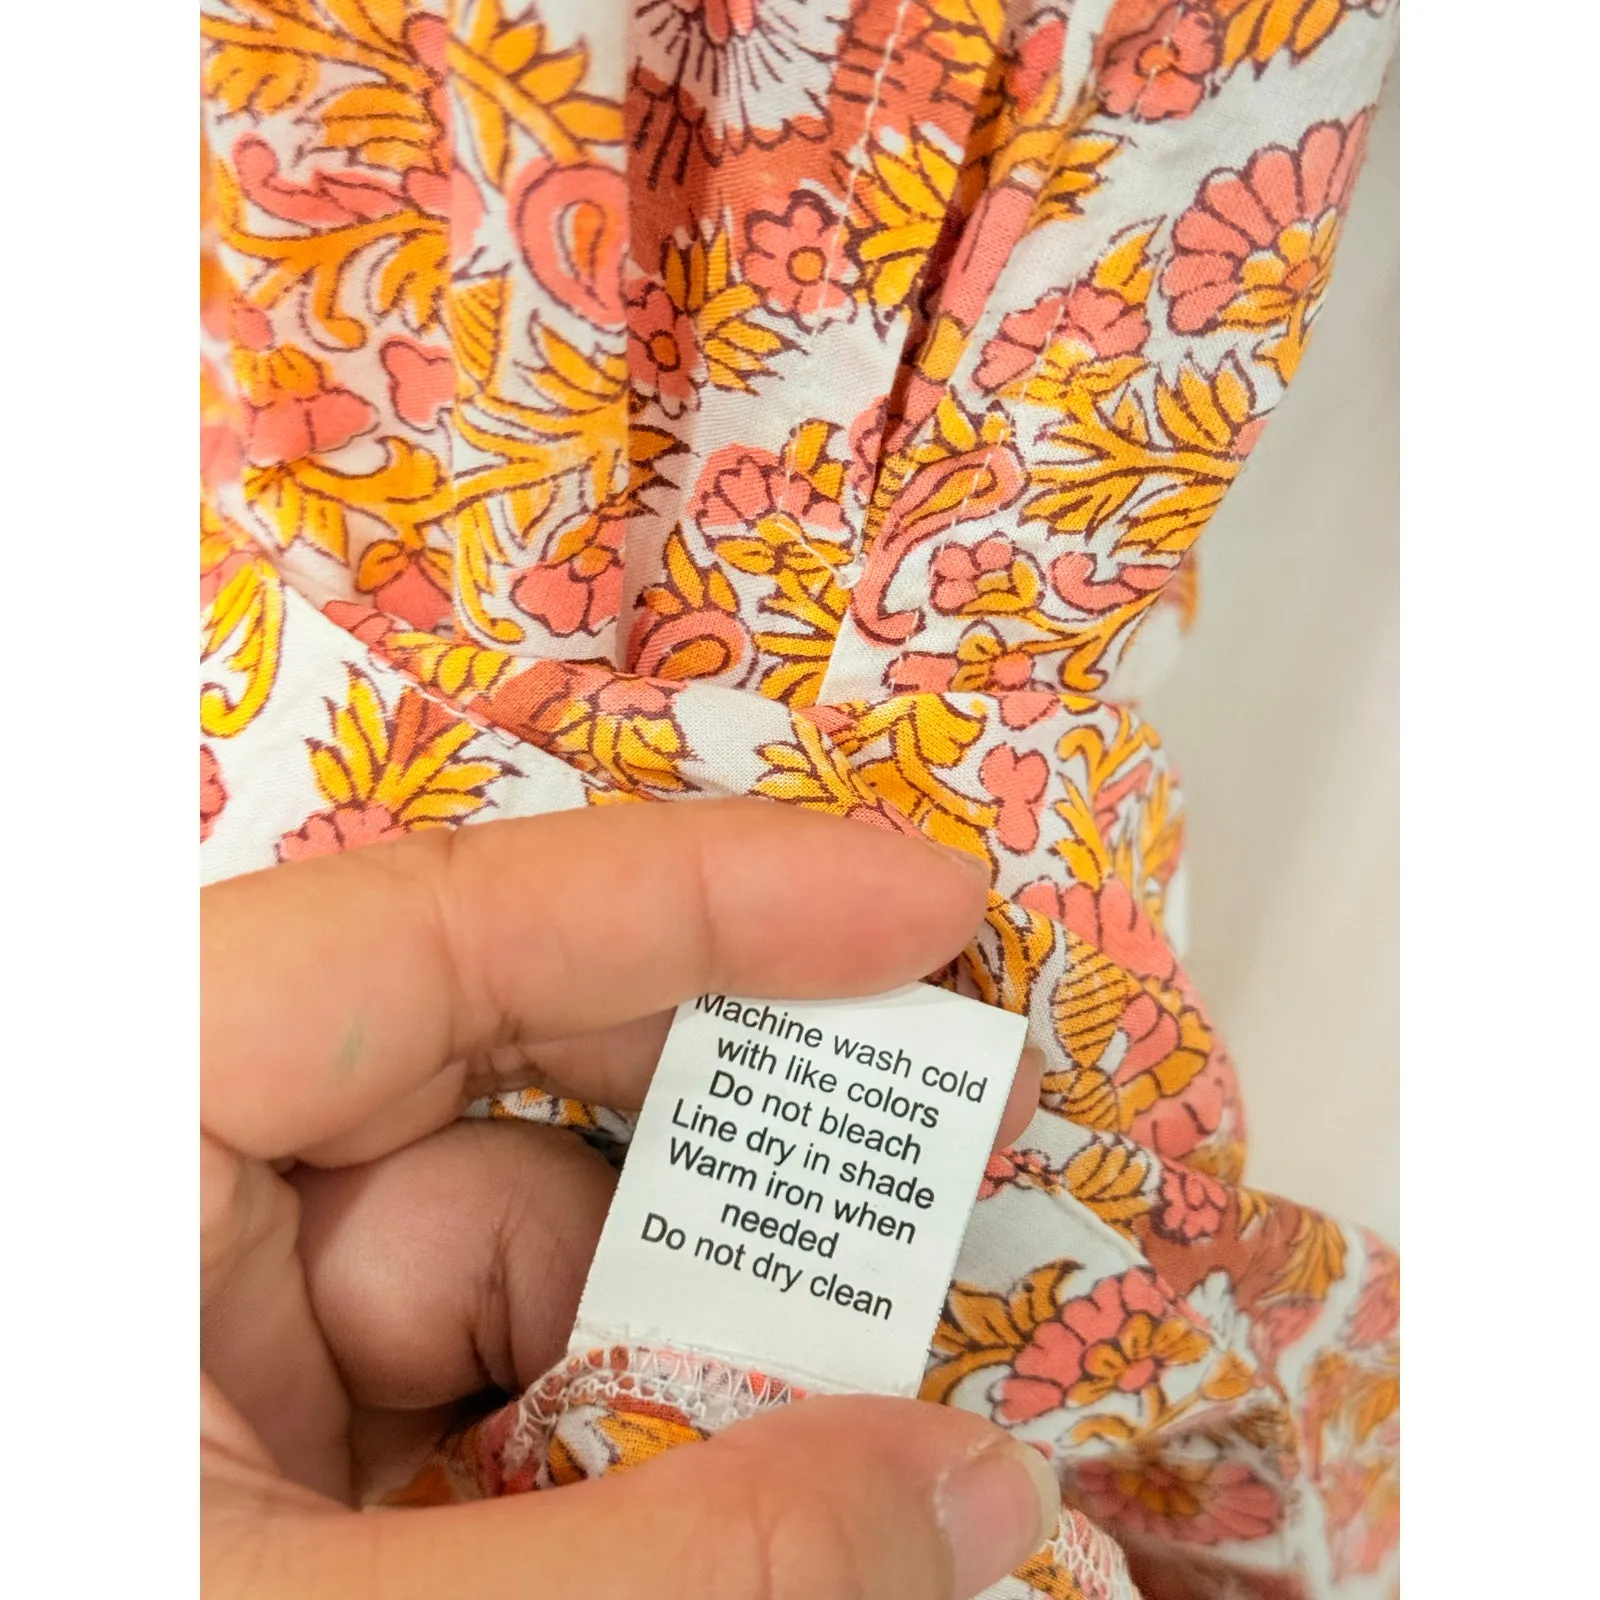 Machine wash cold
with like colors
Do not bleach
Line dry in shade
Warm iron when
needed
Do not dry clean